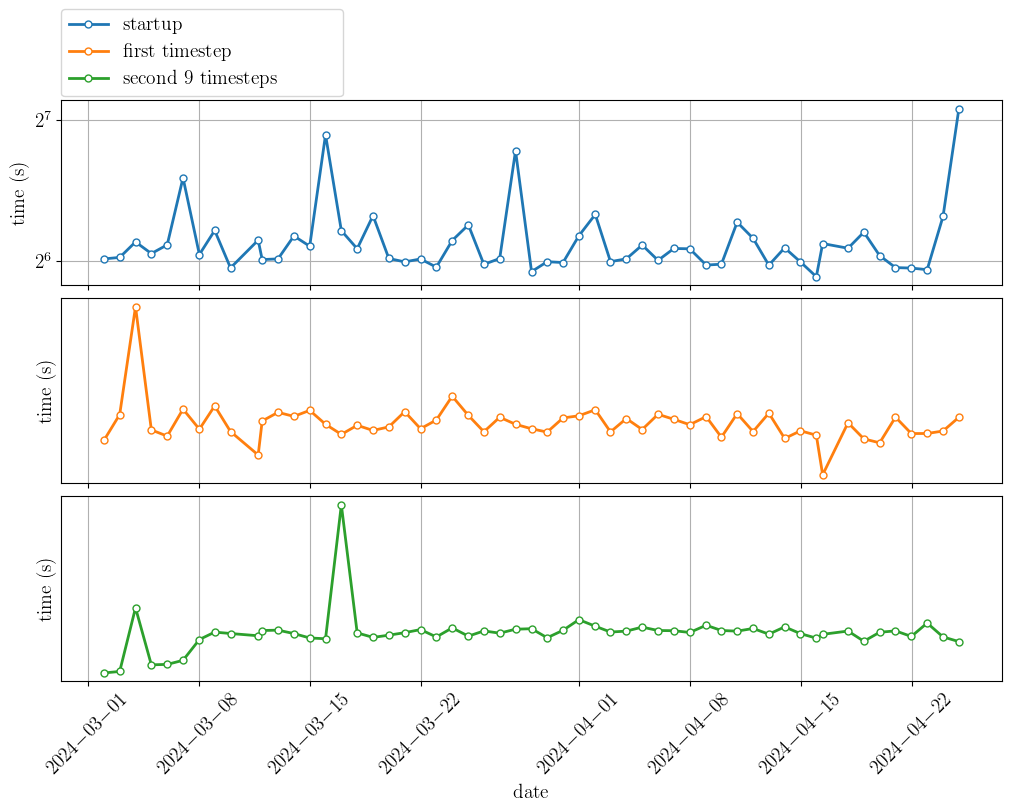 startup
first timestep
second 9 timesteps
2^7
time (s)
2^6
time (s)
time (s)
2024−03−01
2024−03−08
2024−03−15
2024−03−22
2024−04−01
2024−04−08
2024−04−15
2024−04−22
date